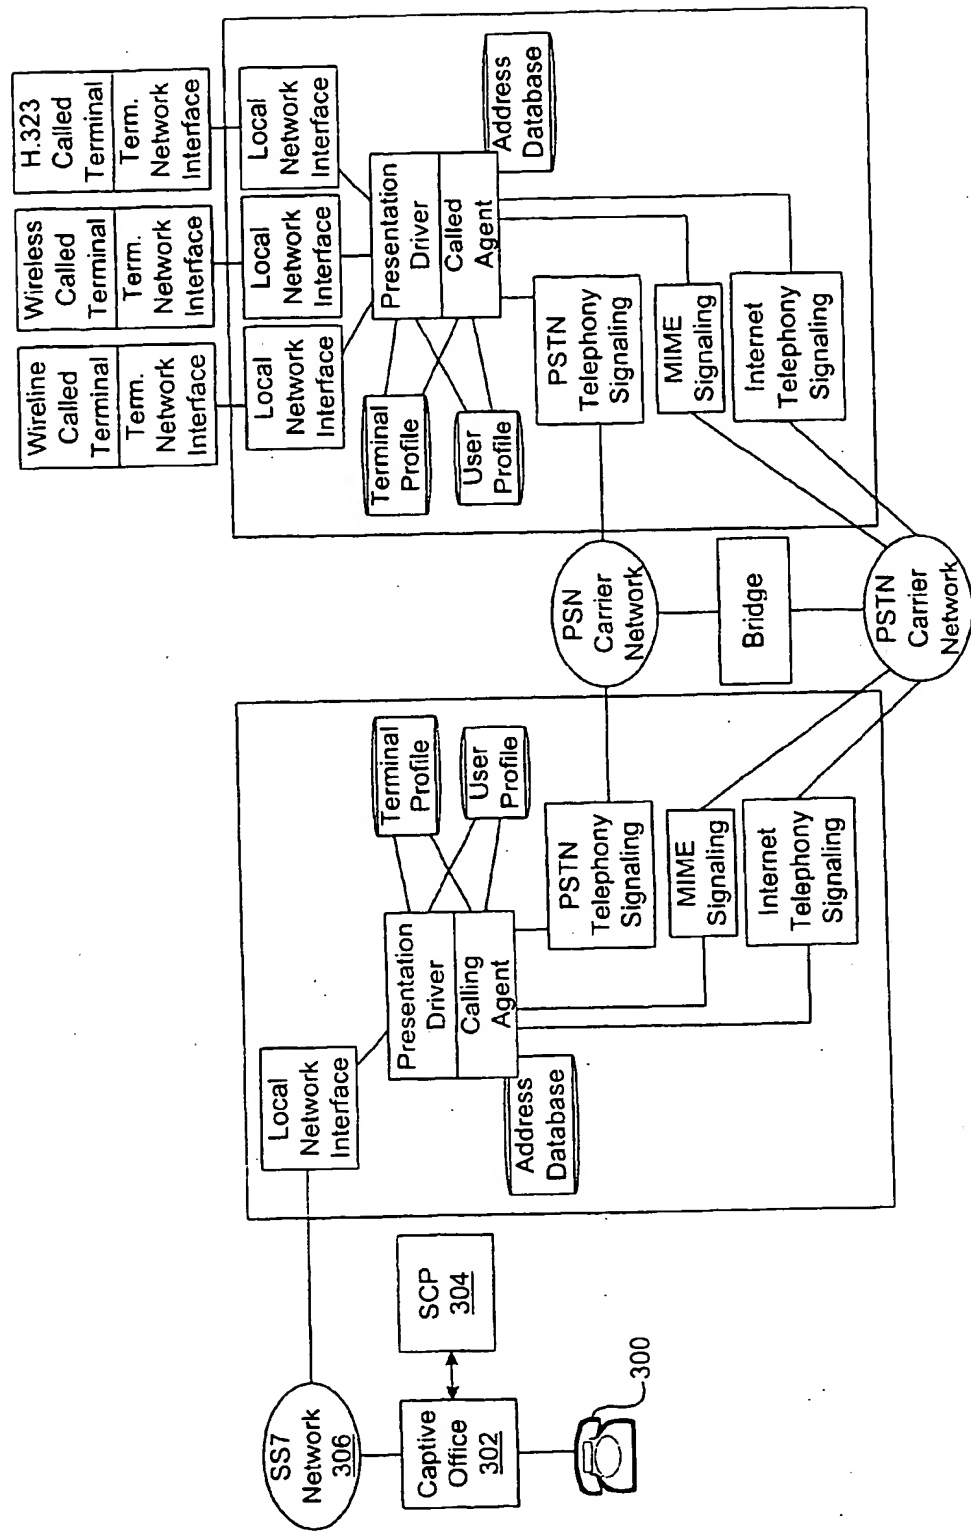 SS7
Network
306
Captive
Office
302
SCP
304
300
Local
Network
Interface
Presentation
Driver
Calling
Agent
Address
Database
Terminal
Profile
User
Profile
PSTN
Telephony
Signaling
MIME
Signaling
Internet
Telephony
Signaling
PSN
Carrier
Network
Bridge
PSTN
Carrier
Network
Wireline
Called
Terminal
Term.
Network
Interface
Wireless
Called
Terminal
Term.
Network
Interface
H.323
Called
Terminal
Term.
Network
Interface
Local
Network
Interface
Local
Network
Interface
Local
Network
Interface
Terminal
Profile
User
Profile
Presentation
Driver
Called
Agent
Address
Database
PSTN
Telephony
Signaling
MIME
Signaling
Internet
Telephony
Signaling